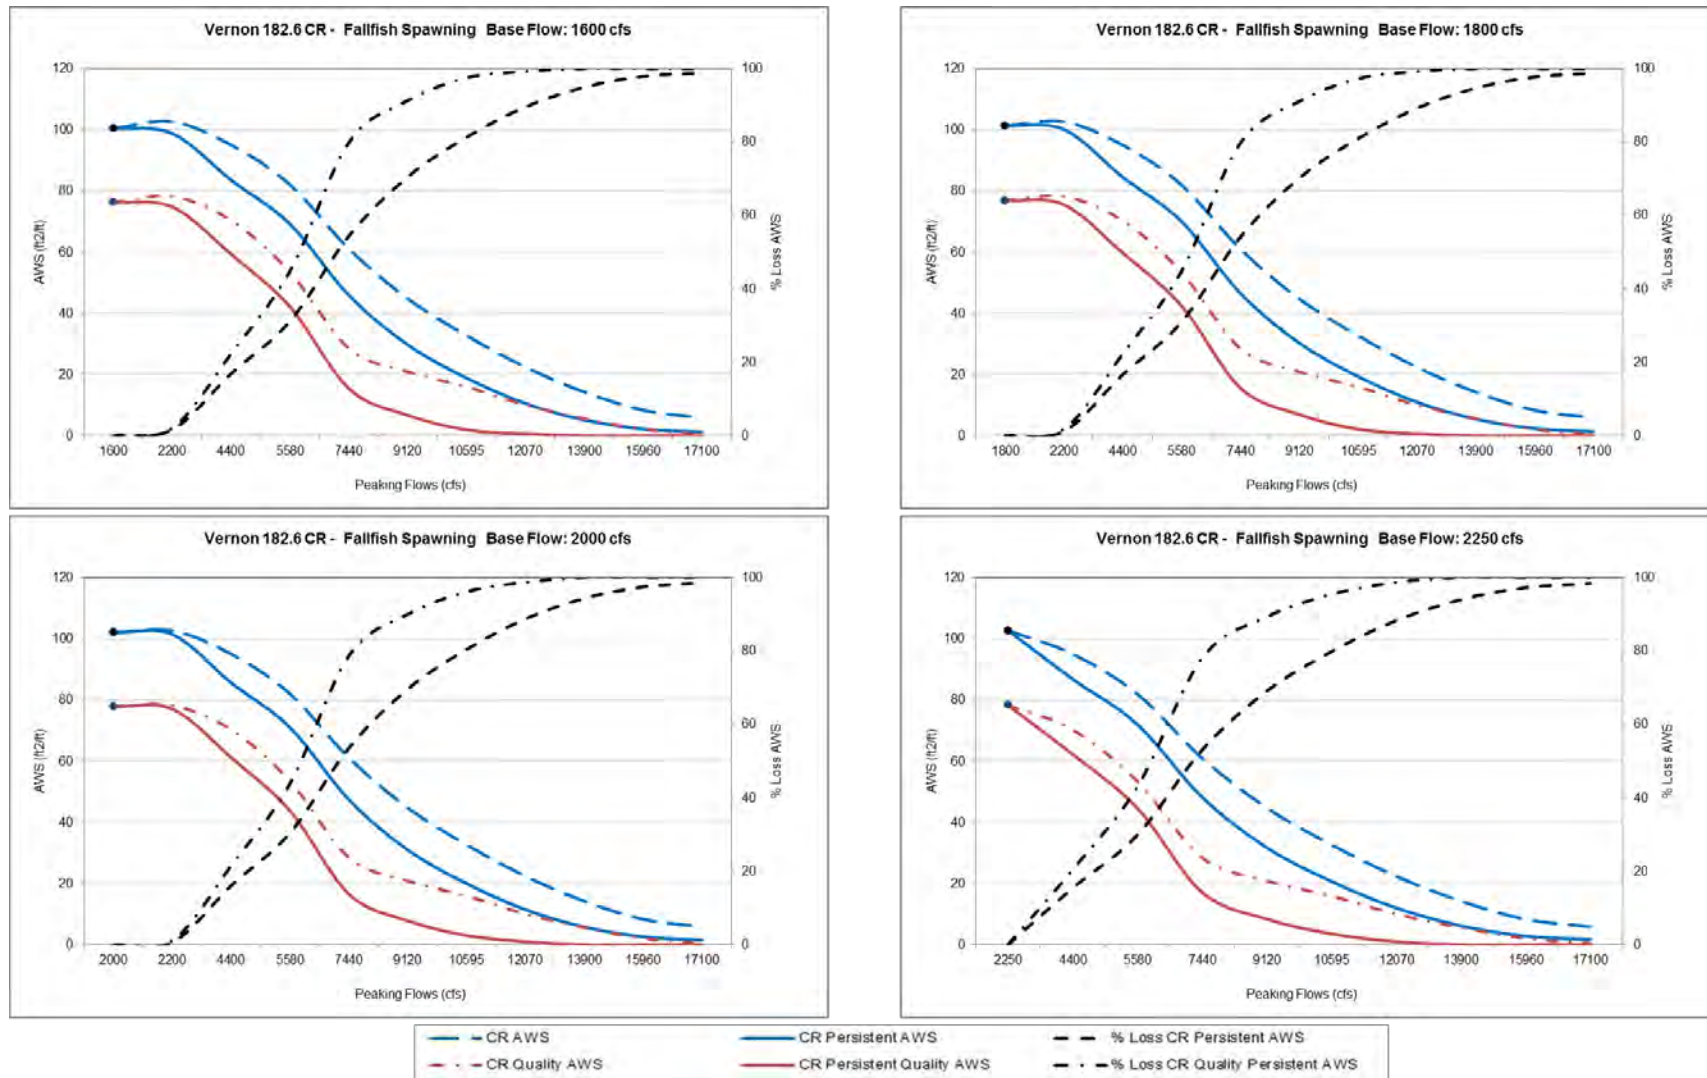 Vernon 182.6 CR - Fallfish Spawning Base Flow: 1600 cfs
120
100
80
60
40
20
0
AWS (ft2/ft)
100
80
60
40
20
0
% Loss AWS
1600 2200 4400 5580 7440 9120 10595 12070 13900 15960 17100
Peaking Flows (cfs)
Vernon 182.6 CR - Fallfish Spawning Base Flow: 1800 cfs
120
100
80
60
40
20
0
AWS (ft2/ft)
100
80
60
40
20
0
% Loss AWS
1800 2200 4400 5580 7440 9120 10595 12070 13900 15960 17100
Peaking Flows (cfs)
Vernon 182.6 CR - Fallfish Spawning Base Flow: 2000 cfs
120
100
80
60
40
20
0
AWS (ft2/ft)
100
80
60
40
20
0
% Loss AWS
2000 2200 4400 5580 7440 9120 10595 12070 13900 15960 17100
Peaking Flows (cfs)
Vernon 182.6 CR - Fallfish Spawning Base Flow: 2250 cfs
120
100
80
60
40
20
0
AWS (ft2/ft)
100
80
60
40
20
0
% Loss AWS
2250 4400 5580 7440 9120 10595 12070 13900 15960 17100
Peaking Flows (cfs)
CR AWS CR Persistent AWS % Loss CR Persistent AWS
CR Quality AWS CR Persistent Quality AWS % Loss CR Quality Persistent AWS